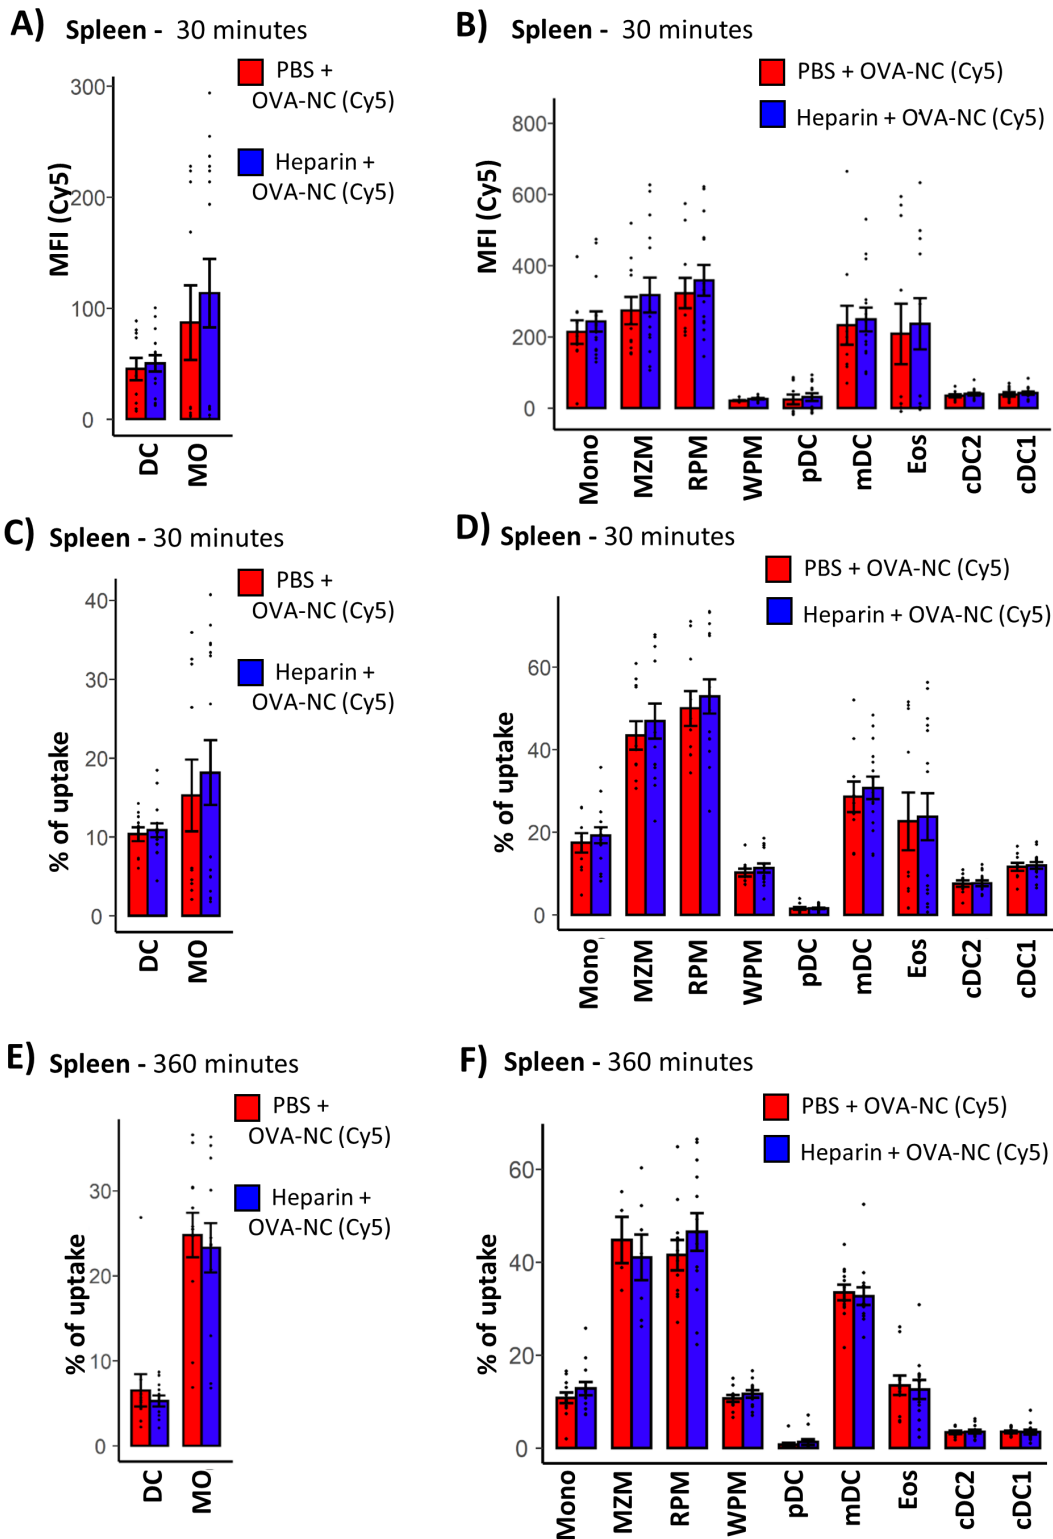 A) Spleen - 30 minutes
PBS +
OVA-NC (Cy5)
Heparin +
OVA-NC (Cy5)
MFI (Cy5)
300
200
100
0
DC
MO
B) Spleen - 30 minutes
PBS + OVA-NC (Cy5)
Heparin + OVA-NC (Cy5)
MFI (Cy5)
800
600
400
200
0
Mono
MZM
RPM
WPM
pDC
mDC
Eos
cDC2
cDC1
C) Spleen - 30 minutes
PBS +
OVA-NC (Cy5)
Heparin +
OVA-NC (Cy5)
% of uptake
40
30
20
10
0
DC
MO
D) Spleen - 30 minutes
PBS + OVA-NC (Cy5)
Heparin + OVA-NC (Cy5)
% of uptake
60
40
20
0
Mono
MZM
RPM
WPM
pDC
mDC
Eos
cDC2
cDC1
E) Spleen - 360 minutes
PBS +
OVA-NC (Cy5)
Heparin +
OVA-NC (Cy5)
% of uptake
30
20
10
0
DC
MO
F) Spleen - 360 minutes
PBS + OVA-NC (Cy5)
Heparin + OVA-NC (Cy5)
% of uptake
60
40
20
0
Mono
MZM
RPM
WPM
pDC
mDC
Eos
cDC2
cDC1